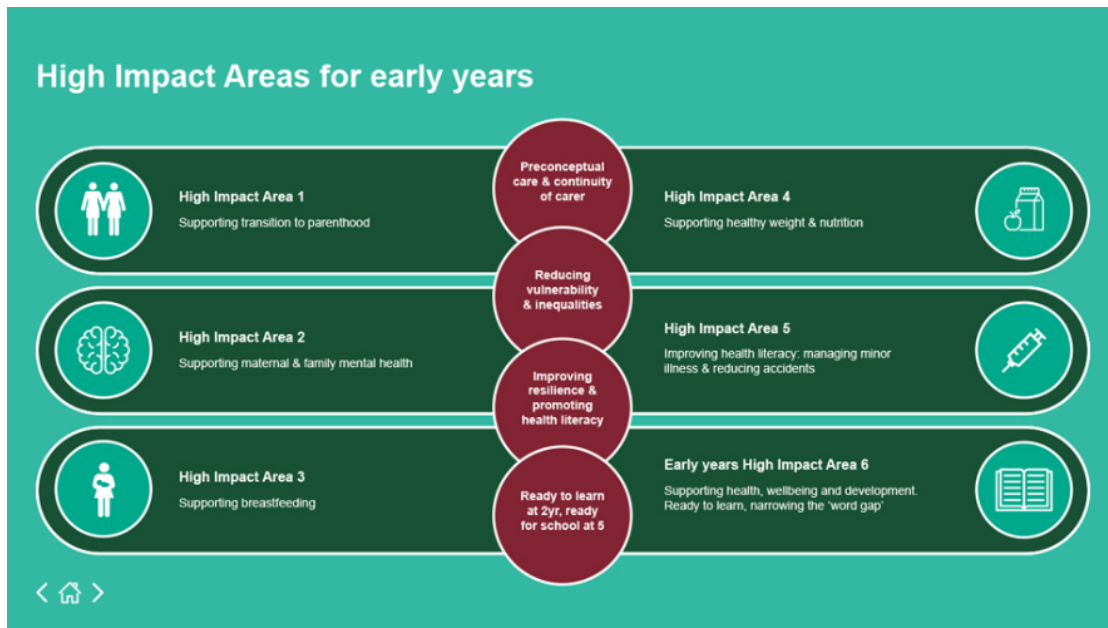 High Impact Areas for early years
High Impact Area 1
Supporting transition to parenthood
High Impact Area 2
Supporting maternal & family mental health
High Impact Area 3
Supporting breastfeeding
Preconceptual
care & continuity
of carer
Reducing
vulnerability
& inequalities
Improving
resilience &
promoting
health literacy
Ready to learn
at 2yr, ready
for school at 5
High Impact Area 4
Supporting healthy weight & nutrition
High Impact Area 5
Improving health literacy: managing minor
illness & reducing accidents
Early years High Impact Area 6
Supporting health, wellbeing and development.
Ready to learn, narrowing the 'word gap'